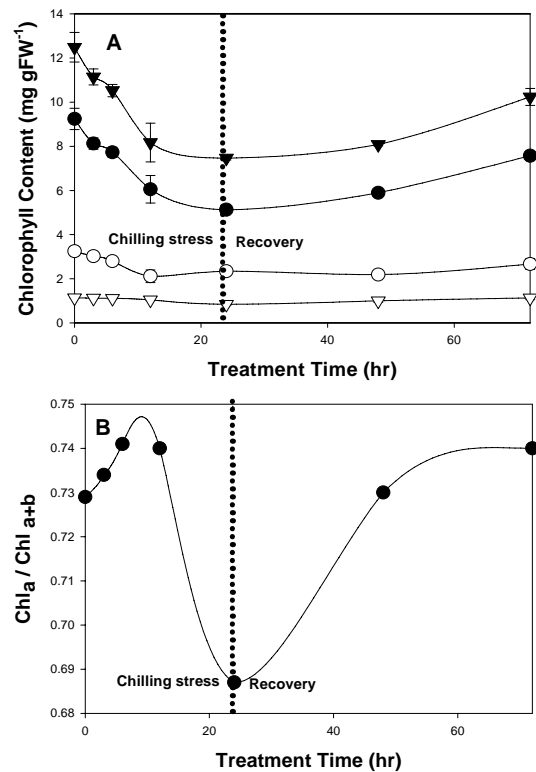 A
14
12
10
8
6
4
2
0
Chlorophyll Content (mg gFW-1)
Chilling stress
Recovery
0
20
40
60
Treatment Time (hr)
B
0.75
0.74
0.73
0.72
0.71
0.70
0.69
0.68
Chla / Chl a+b
Chilling stress
Recovery
0
20
40
60
Treatment Time (hr)